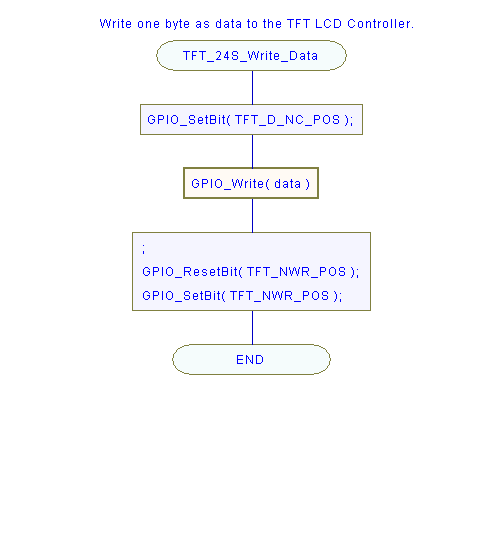 Write one byte as data to the TFT LCD Controller.
TFT_24S_Write_Data
GPIO_SetBit( TFT_D_NC_POS );
GPIO_Write( data )
;
GPIO_ResetBit( TFT_NWR_POS );
GPIO_SetBit( TFT_NWR_POS );
END